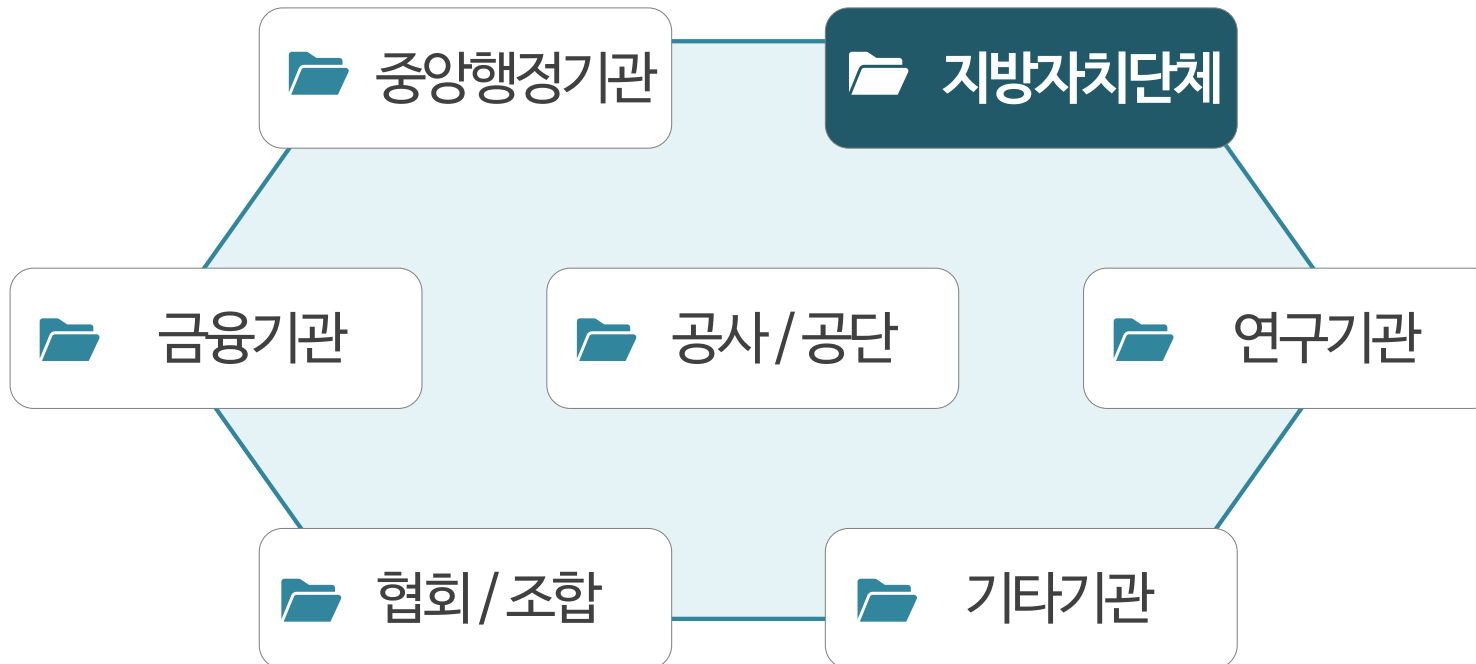 중앙행정기관
지방자치단체
금융기관
공사 / 공단
연구기관
협회 / 조합
기타기관